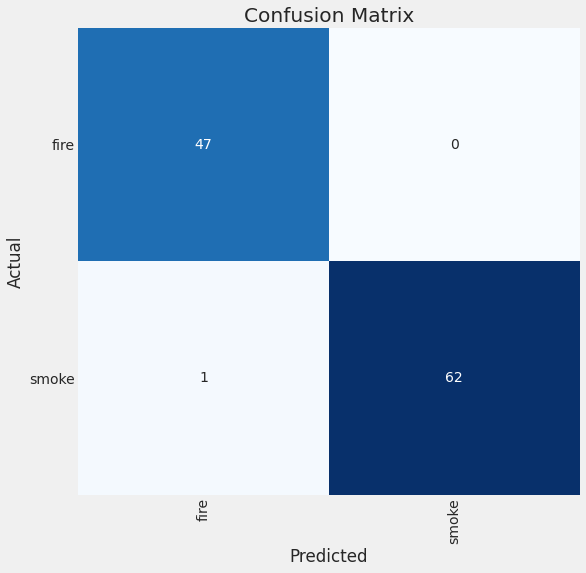 Confusion Matrix
Actual
fire
47
0
smoke
1
62
fire
smoke
Predicted